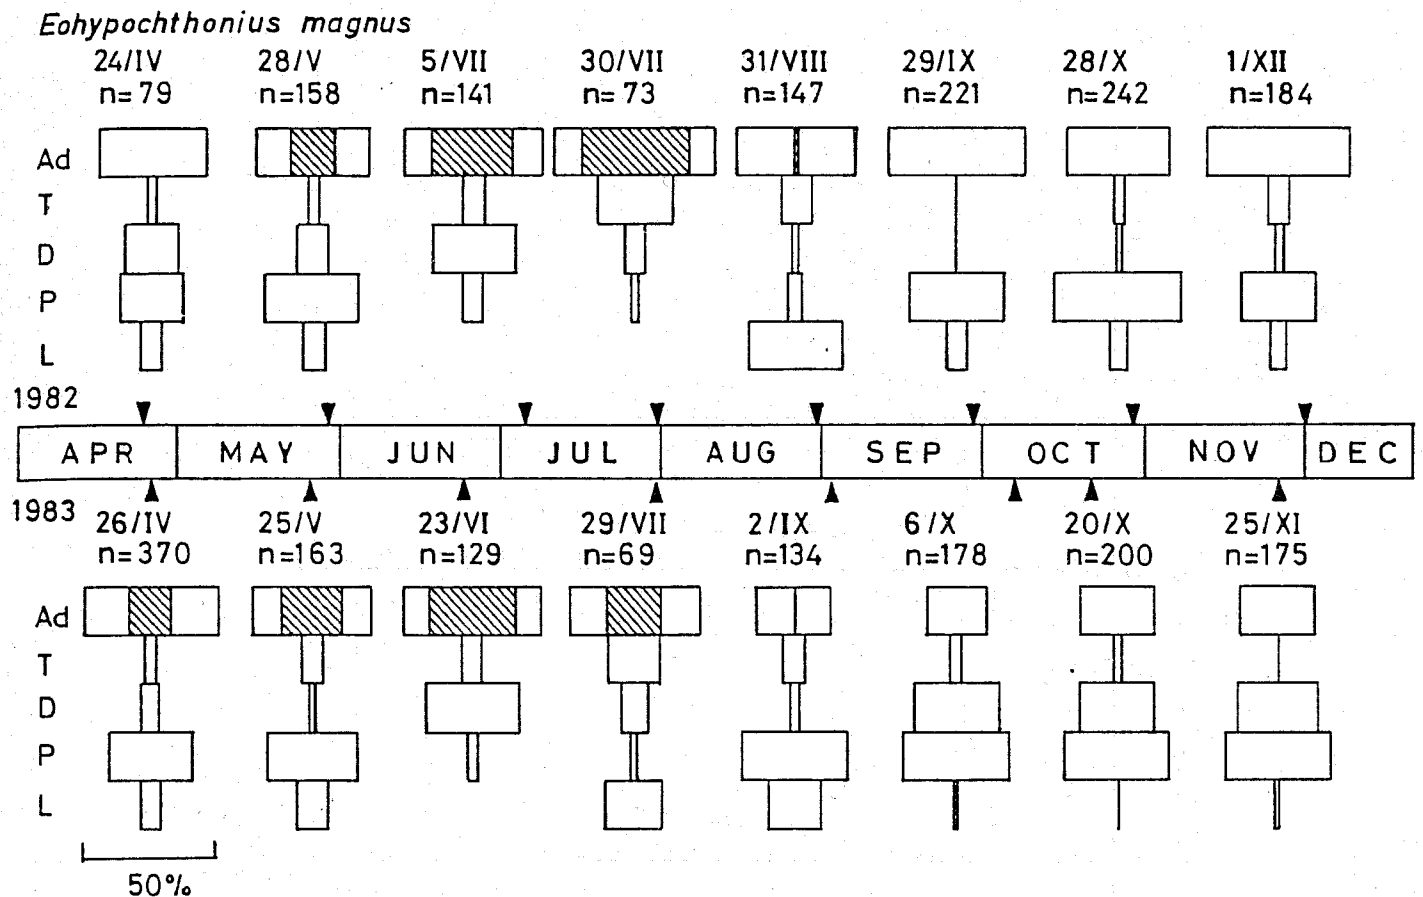 Eohypochthonius magnus
24/IV 28/V 5/VII 30/VII 31/VIII 29/IX 28/X 1/XII
n=79 n=158 n=141 n=73 n=147 n=221 n=242 n=184
Ad
T
D
P
L
1982
APR MAY JUN JUL AUG SEP OCT NOV DEC
1983
26/IV 25/V 23/VI 29/VII 2/IX 6/X 20/X 25/XI
n=370 n=163 n=129 n=69 n=134 n=178 n=200 n=175
Ad
T
D
P
L
50%